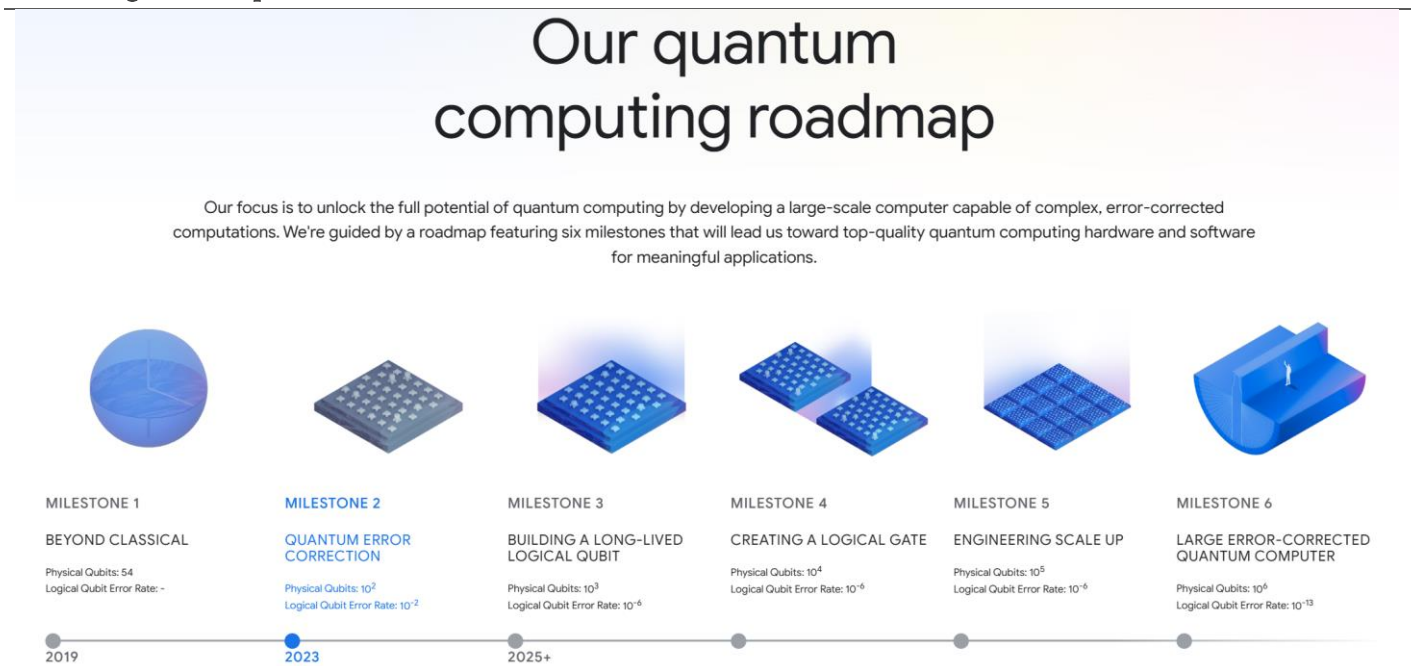 Our quantum
computing roadmap
Our focus is to unlock the full potential of quantum computing by developing a large-scale computer capable of complex, error-corrected
computations. We're guided by a roadmap featuring six milestones that will lead us toward top-quality quantum computing hardware and software
for meaningful applications.
MILESTONE 1
BEYOND CLASSICAL
Physical Qubits: 54
Logical Qubit Error Rate: -
2019
MILESTONE 2
QUANTUM ERROR
CORRECTION
Physical Qubits: 10²
Logical Qubit Error Rate: 10⁻²
2023
MILESTONE 3
BUILDING A LONG-LIVED
LOGICAL QUBIT
Physical Qubits: 10³
Logical Qubit Error Rate: 10⁻⁶
2025+
MILESTONE 4
CREATING A LOGICAL GATE
Physical Qubits: 10⁴
Logical Qubit Error Rate: 10⁻⁶
MILESTONE 5
ENGINEERING SCALE UP
Physical Qubits: 10⁵
Logical Qubit Error Rate: 10⁻⁶
MILESTONE 6
LARGE ERROR-CORRECTED
QUANTUM COMPUTER
Physical Qubits: 10⁶
Logical Qubit Error Rate: 10⁻¹³